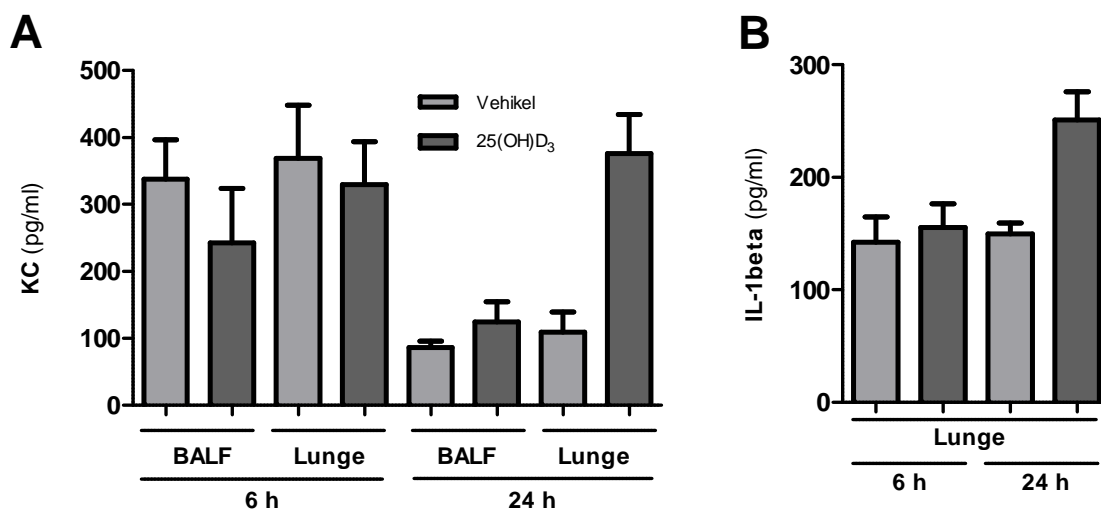 A
KC (pg/ml)
500
400
300
200
100
0
Vehikel
25(OH)D₃
BALF Lunge BALF Lunge
6 h 24 h
B
IL-1beta (pg/ml)
300
200
100
0
Lunge
6 h 24 h